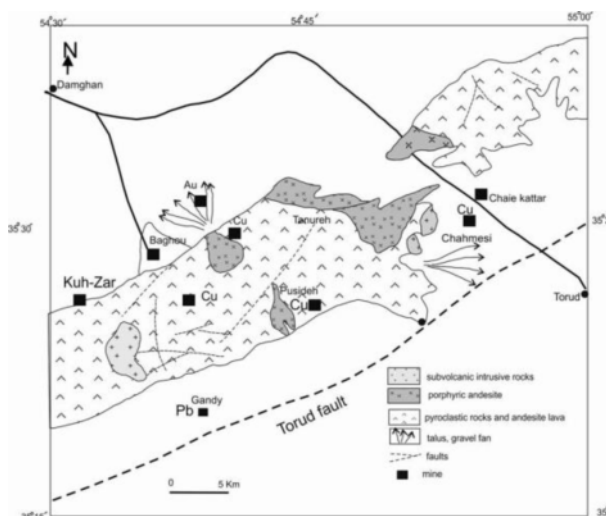 54 30
54 45
55 00
N
Damghan
Au
Chaie kattar
Cu
Cu
35 30
Tanureh
Baghou
Chahmesi
Kuh-Zar
Cu
Pusideh
Cu
Torud
Gandy
Pb
Torud fault
subvolcanic intrusive rocks
porphyric andesite
pyroclastic rocks and andesite lava
talus, gravel fan
faults
mine
0 5 Km